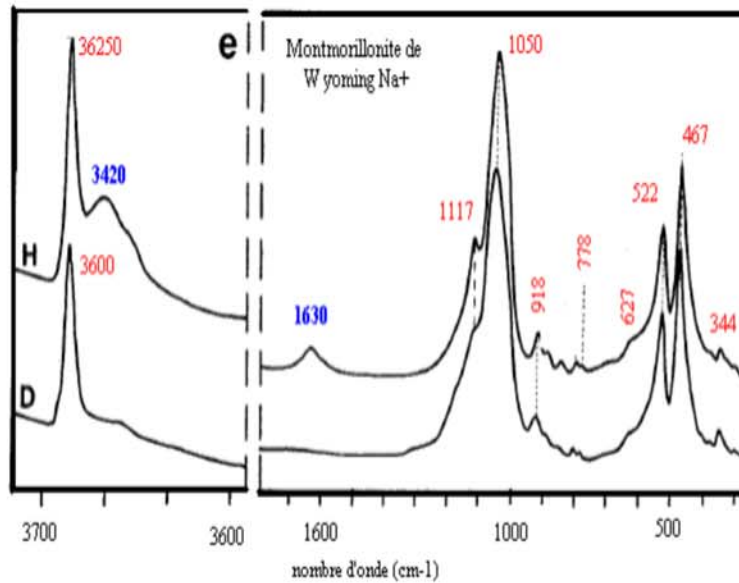 36250
e
Montmorillonite de
W yoming Na+
1050
3420
467
1117
522
H
3600
918
778
627
1630
344
D
3700
3600
1600
1000
500
nombre d'onde (cm-1)